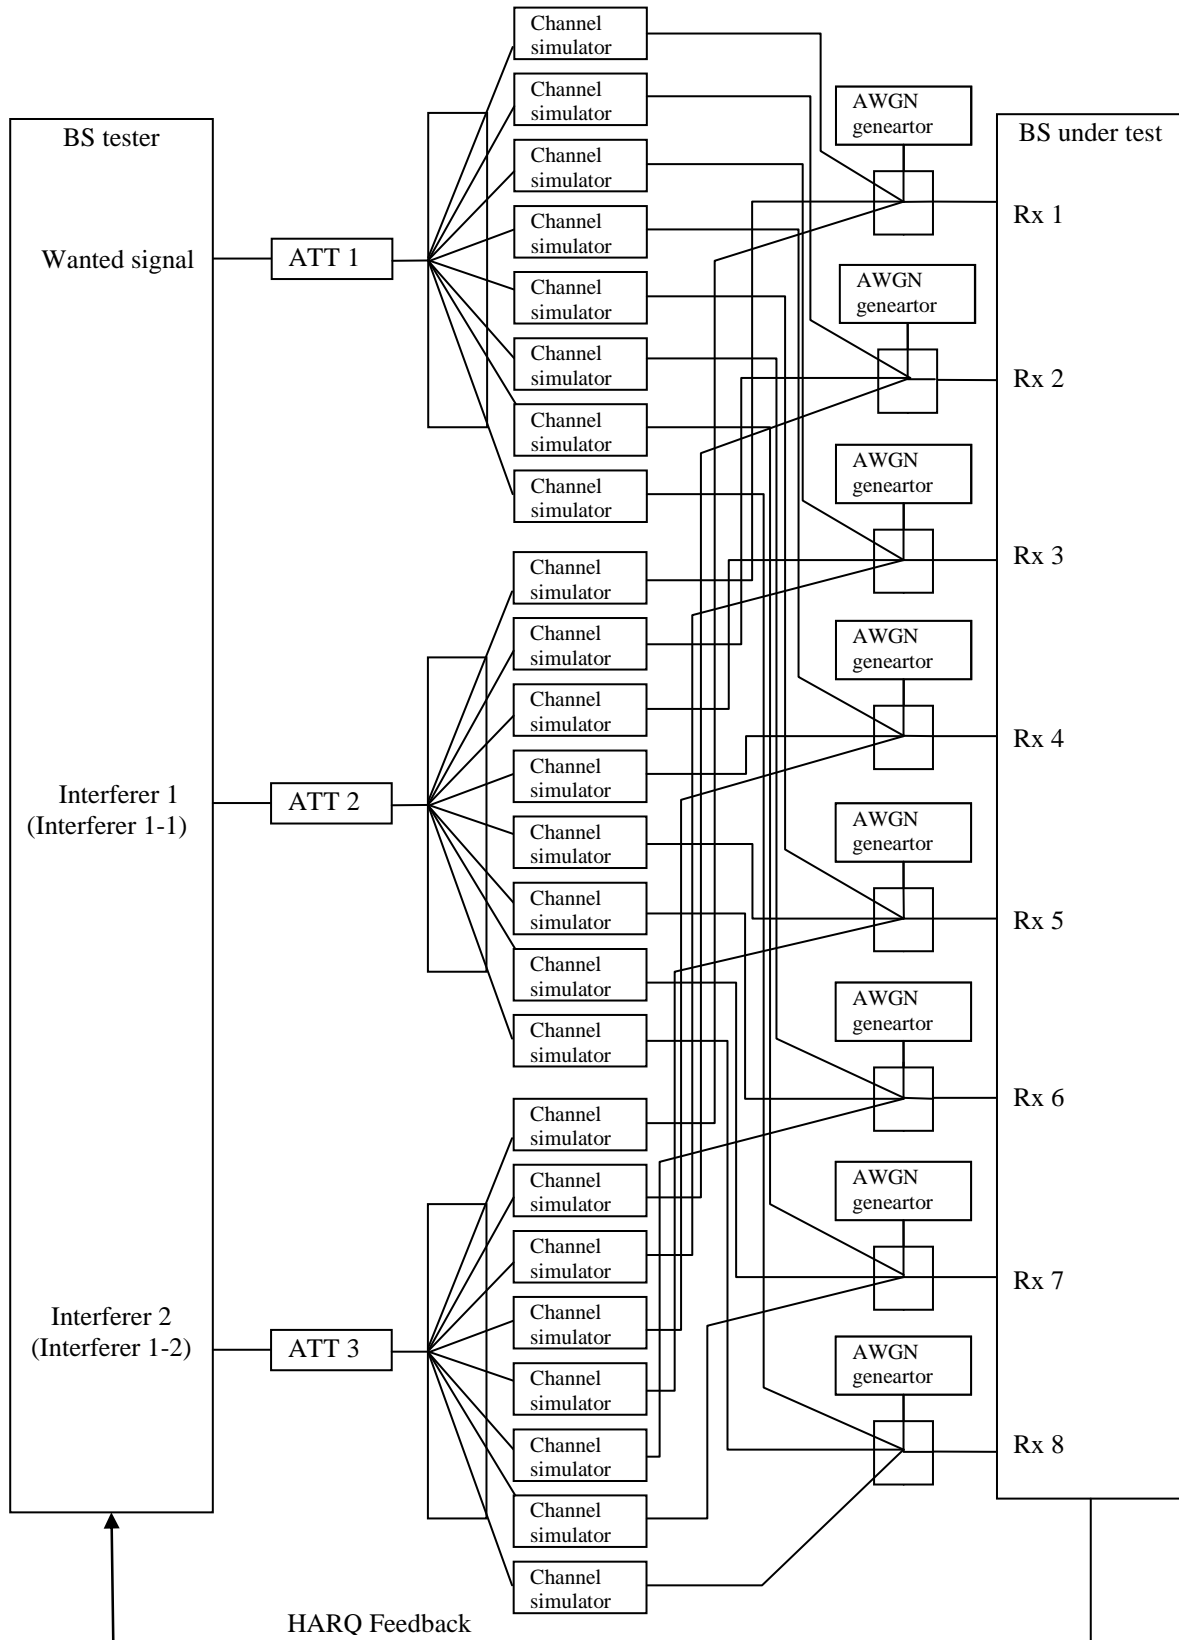 BS tester
Wanted signal
Interferer 1
(Interferer 1-1)
Interferer 2
(Interferer 1-2)
ATT 1
ATT 2
ATT 3
Channel
simulator
Channel
simulator
Channel
simulator
Channel
simulator
Channel
simulator
Channel
simulator
Channel
simulator
Channel
simulator
Channel
simulator
Channel
simulator
Channel
simulator
Channel
simulator
Channel
simulator
Channel
simulator
Channel
simulator
Channel
simulator
Channel
simulator
Channel
simulator
Channel
simulator
Channel
simulator
Channel
simulator
Channel
simulator
Channel
simulator
Channel
simulator
AWGN
geneartor
AWGN
geneartor
AWGN
geneartor
AWGN
geneartor
AWGN
geneartor
AWGN
geneartor
AWGN
geneartor
AWGN
geneartor
BS under test
Rx 1
Rx 2
Rx 3
Rx 4
Rx 5
Rx 6
Rx 7
Rx 8
HARQ Feedback